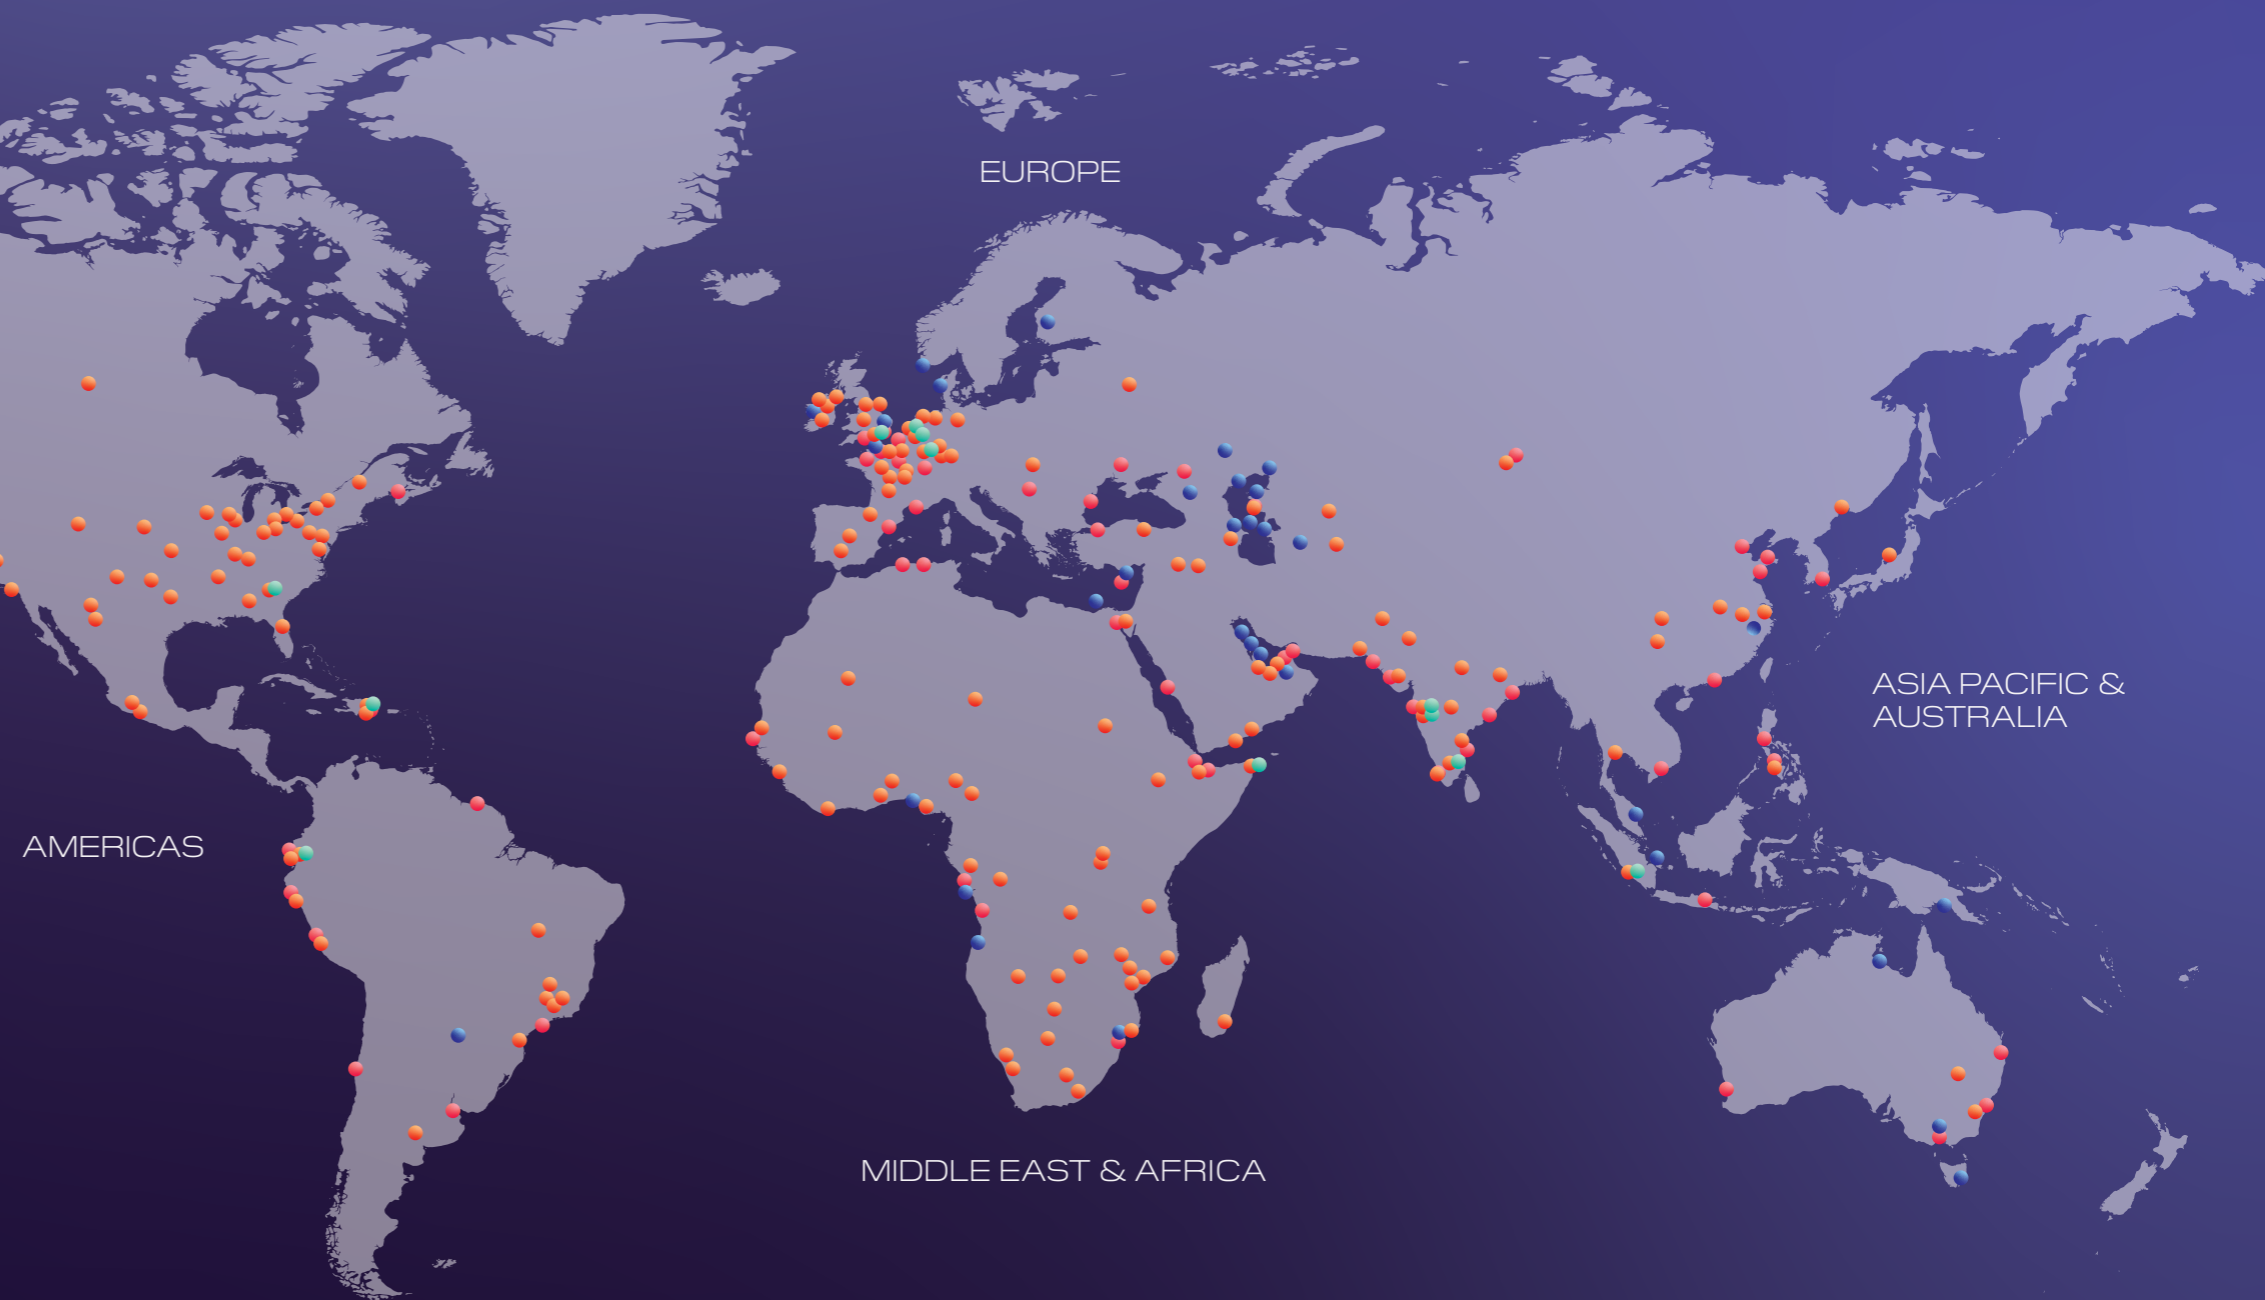 EUROPE
ASIA PACIFIC &
AUSTRALIA
AMERICAS
MIDDLE EAST & AFRICA